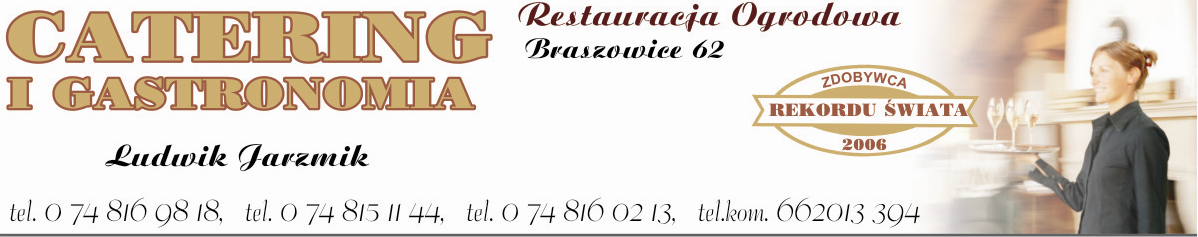 CATERING
I GASTRONOMIA
Restauracja Ogrodowa
Braszowice 62
ZDOBYWCA
REKORDU ŚWIATA
2006
Ludwik Jarzmik
tel. 0 74 816 98 18, tel. 0 74 815 11 44, tel. 0 74 816 02 13, tel.kom. 662013 394